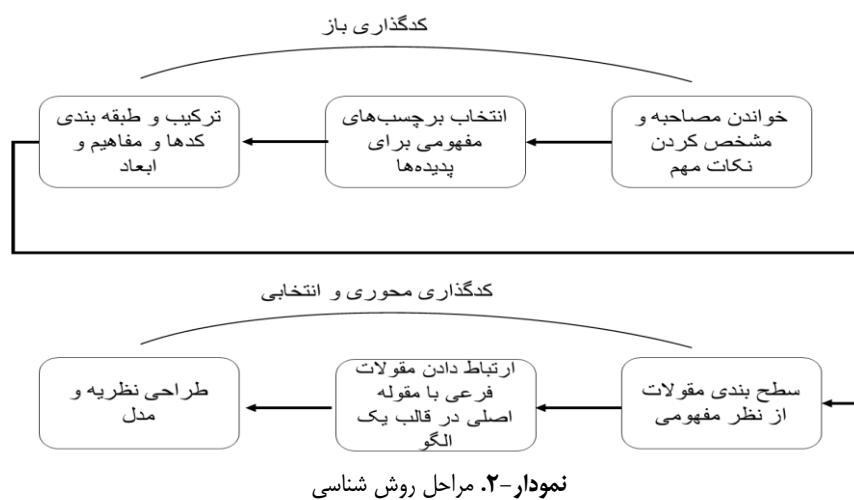 کدگذاری باز
خواندن مصاحبه و
مشخص کردن
نکات مهم
انتخاب برچسب‌های
مفهومی برای
پدیده‌ها
ترکیب و طبقه بندی
کدها و مفاهیم و
ابعاد
کدگذاری محوری و انتخابی
سطح بندی مقولات
از نظر مفهومی
ارتباط دادن مقولات
فرعی با مقوله
اصلی در قالب یک
الگو
طراحی نظریه و
مدل
نمودار-۲. مراحل روش شناسی